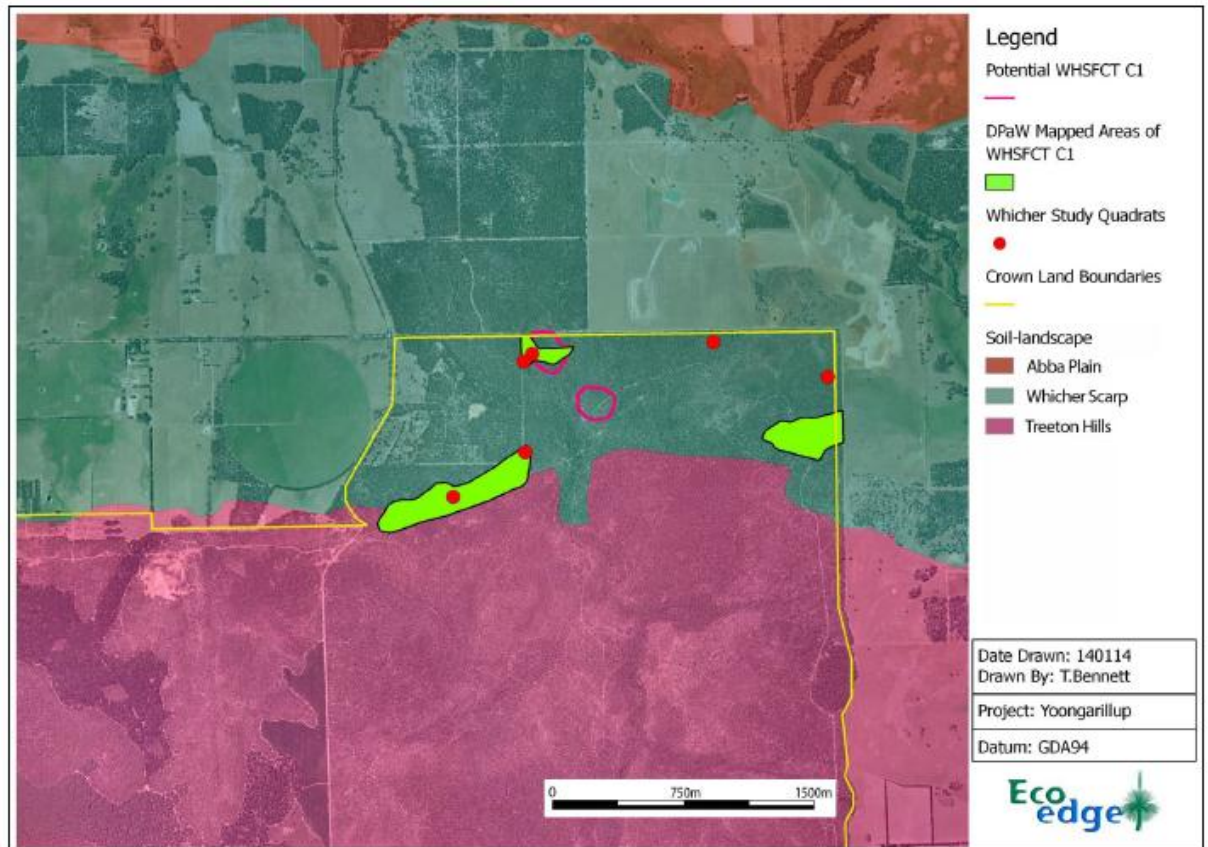 Legend
Potential WHSFCT C1
DPaW Mapped Areas of
WHSFCT C1
Whicher Study Quadrats
Crown Land Boundaries
Soil-landscape
Abba Plain
Whicher Scarp
Treeton Hills
Date Drawn: 140114
Drawn By: T.Bennett
Project: Yoongarillup
Datum: GDA94
0 750m 1500m
Eco
edge